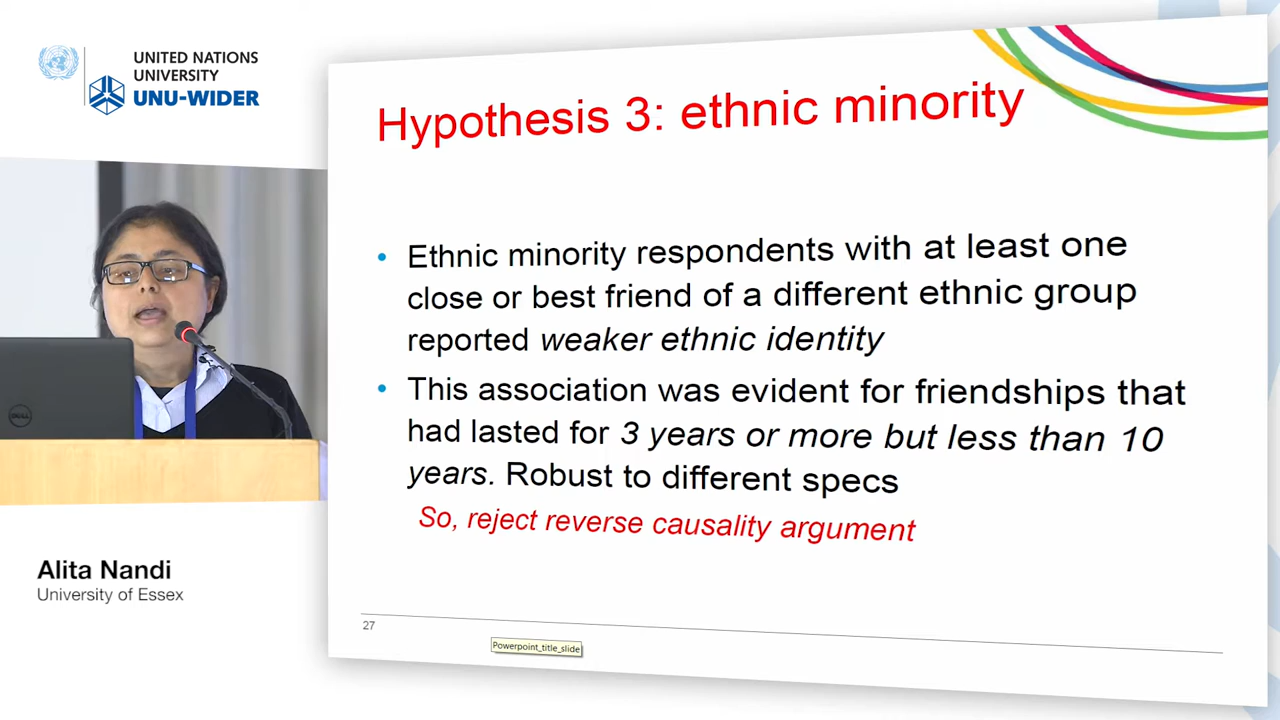 UNITED NATIONS
UNIVERSITY
UNU-WIDER
Hypothesis 3: ethnic minority
• Ethnic minority respondents with at least one
close or best friend of a different ethnic group
reported weaker ethnic identity
• This association was evident for friendships that
had lasted for 3 years or more but less than 10
years. Robust to different specs
So, reject reverse causality argument
DELL
Alita Nandi
University of Essex
27
Powerpoint_title_slide